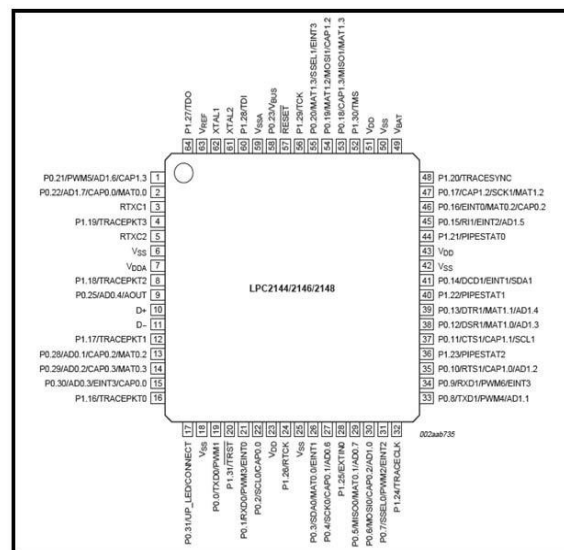 P1.27/TDO
VREF
XTAL1
XTAL2
P1.28/TDI
VSSA
P0.23/VBUS
RESET
P1.29/TCK
P0.20/MAT1.3/SSEL1/EINT3
P0.19/MAT1.2/MOSI1/CAP1.2
P0.18/CAP1.3/MISO1/MAT1.3
P1.30/TMS
VDD
VSS
VBAT
64 63 62 61 60 59 58 57 56 55 54 53 52 51 50 49
P0.21/PWM5/AD1.6/CAP1.3 1
P0.22/AD1.7/CAP0.0/MAT0.0 2
RTXC1 3
P1.19/TRACEPKT3 4
RTXC2 5
VSS 6
VDDA 7
P1.18/TRACEPKT2 8
P0.25/AD0.4/AOUT 9
D+ 10
D− 11
P1.17/TRACEPKT1 12
P0.28/AD0.1/CAP0.2/MAT0.2 13
P0.29/AD0.2/CAP0.3/MAT0.3 14
P0.30/AD0.3/EINT3/CAP0.0 15
P1.16/TRACEPKT0 16
LPC2144/2146/2148
48 P1.20/TRACESYNC
47 P0.17/CAP1.2/SCK1/MAT1.2
46 P0.16/EINT0/MAT0.2/CAP0.2
45 P0.15/RI1/EINT2/AD1.5
44 P1.21/PIPESTAT0
43 VDD
42 VSS
41 P0.14/DCD1/EINT1/SDA1
40 P1.22/PIPESTAT1
39 P0.13/DTR1/MAT1.1/AD1.4
38 P0.12/DSR1/MAT1.0/AD1.3
37 P0.11/CTS1/CAP1.1/SCL1
36 P1.23/PIPESTAT2
35 P0.10/RTS1/CAP1.0/AD1.2
34 P0.9/RXD1/PWM6/EINT3
33 P0.8/TXD1/PWM4/AD1.1
17 18 19 20 21 22 23 24 25 26 27 28 29 30 31 32
P0.31/UP_LED/CONNECT
VSS
P0.0/TXD0/PWM1
P1.31/TRST
P0.1/RXD0/PWM3/EINT0
P0.2/SCL0/CAP0.0
VDD
P1.26/RTCK
VSS
P0.3/SDA0/MAT0.0/EINT1
P0.4/SCK0/CAP0.1/AD0.6
P1.25/EXTIN0
P0.5/MISO0/MAT0.1/AD0.7
P0.6/MOSI0/CAP0.2/AD1.0
P0.7/SSEL0/PWM2/EINT2
P1.24/TRACECLK
002aab735